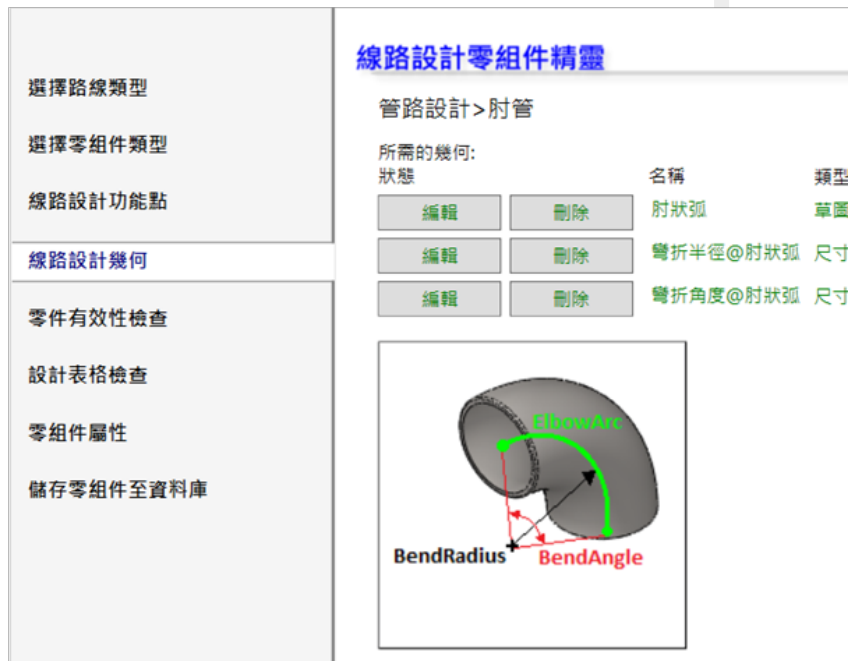 線路設計零組件精靈
選擇路線類型
選擇零組件類型
線路設計功能點
線路設計幾何
零件有效性檢查
設計表格檢查
零組件屬性
儲存零組件至資料庫
管路設計>肘管
所需的幾何:
狀態 名稱 類型
編輯 刪除 肘狀弧 草圖
編輯 刪除 彎折半徑@肘狀弧 尺寸
編輯 刪除 彎折角度@肘狀弧 尺寸
ElbowArc
BendRadius
BendAngle